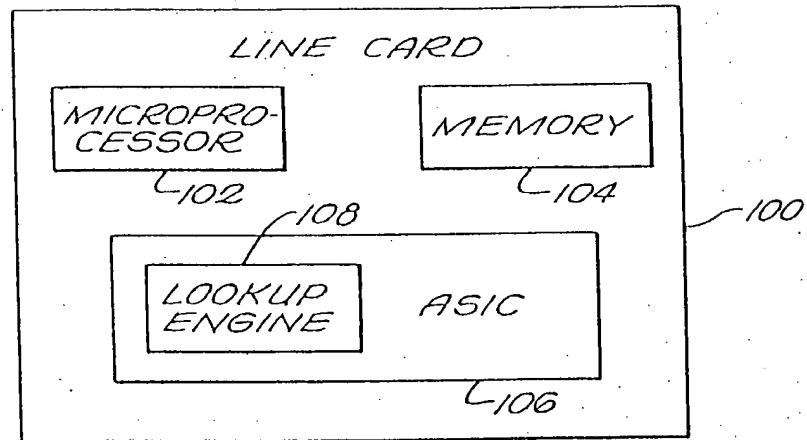 LINE CARD
MICROPRO-
CESSOR
MEMORY
102
104
100
108
LOOKUP
ENGINE
ASIC
106